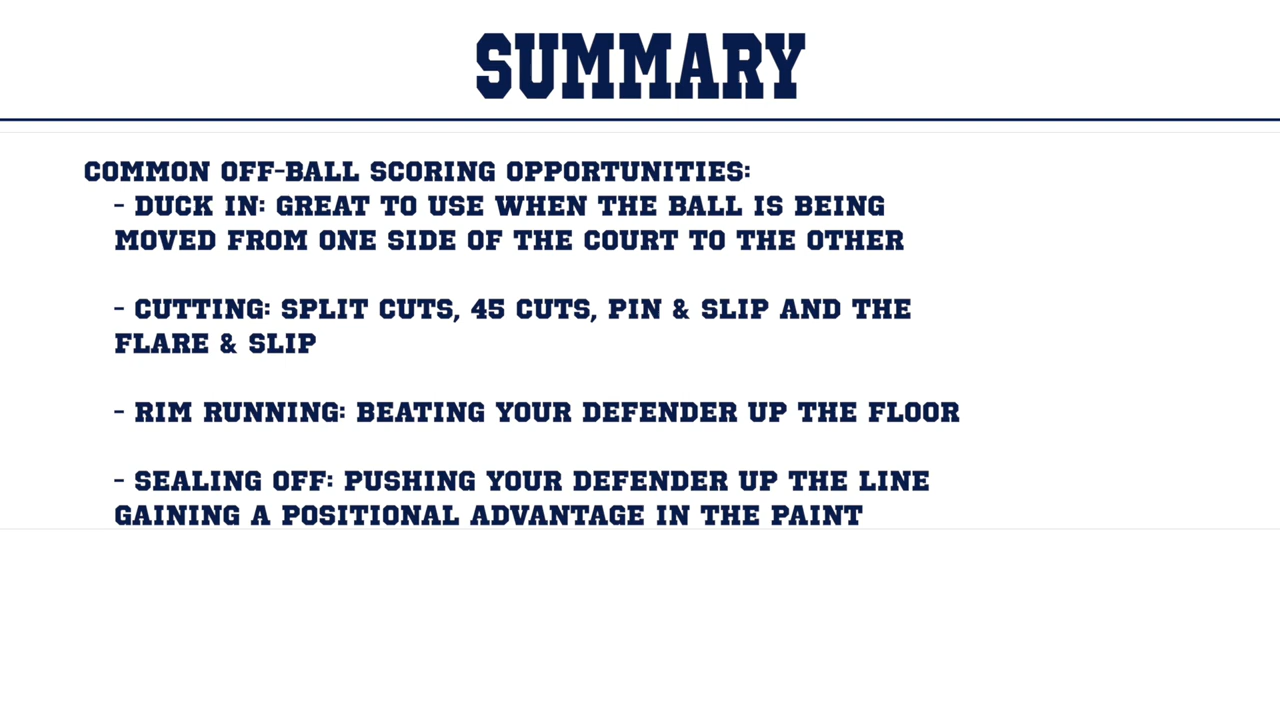 SUMMARY
COMMON OFF-BALL SCORING OPPORTUNITIES:
- DUCK IN: GREAT TO USE WHEN THE BALL IS BEING
MOVED FROM ONE SIDE OF THE COURT TO THE OTHER
- CUTTING: SPLIT CUTS, 45 CUTS, PIN & SLIP AND THE
FLARE & SLIP
- RIM RUNNING: BEATING YOUR DEFENDER UP THE FLOOR
- SEALING OFF: PUSHING YOUR DEFENDER UP THE LINE
GAINING A POSITIONAL ADVANTAGE IN THE PAINT